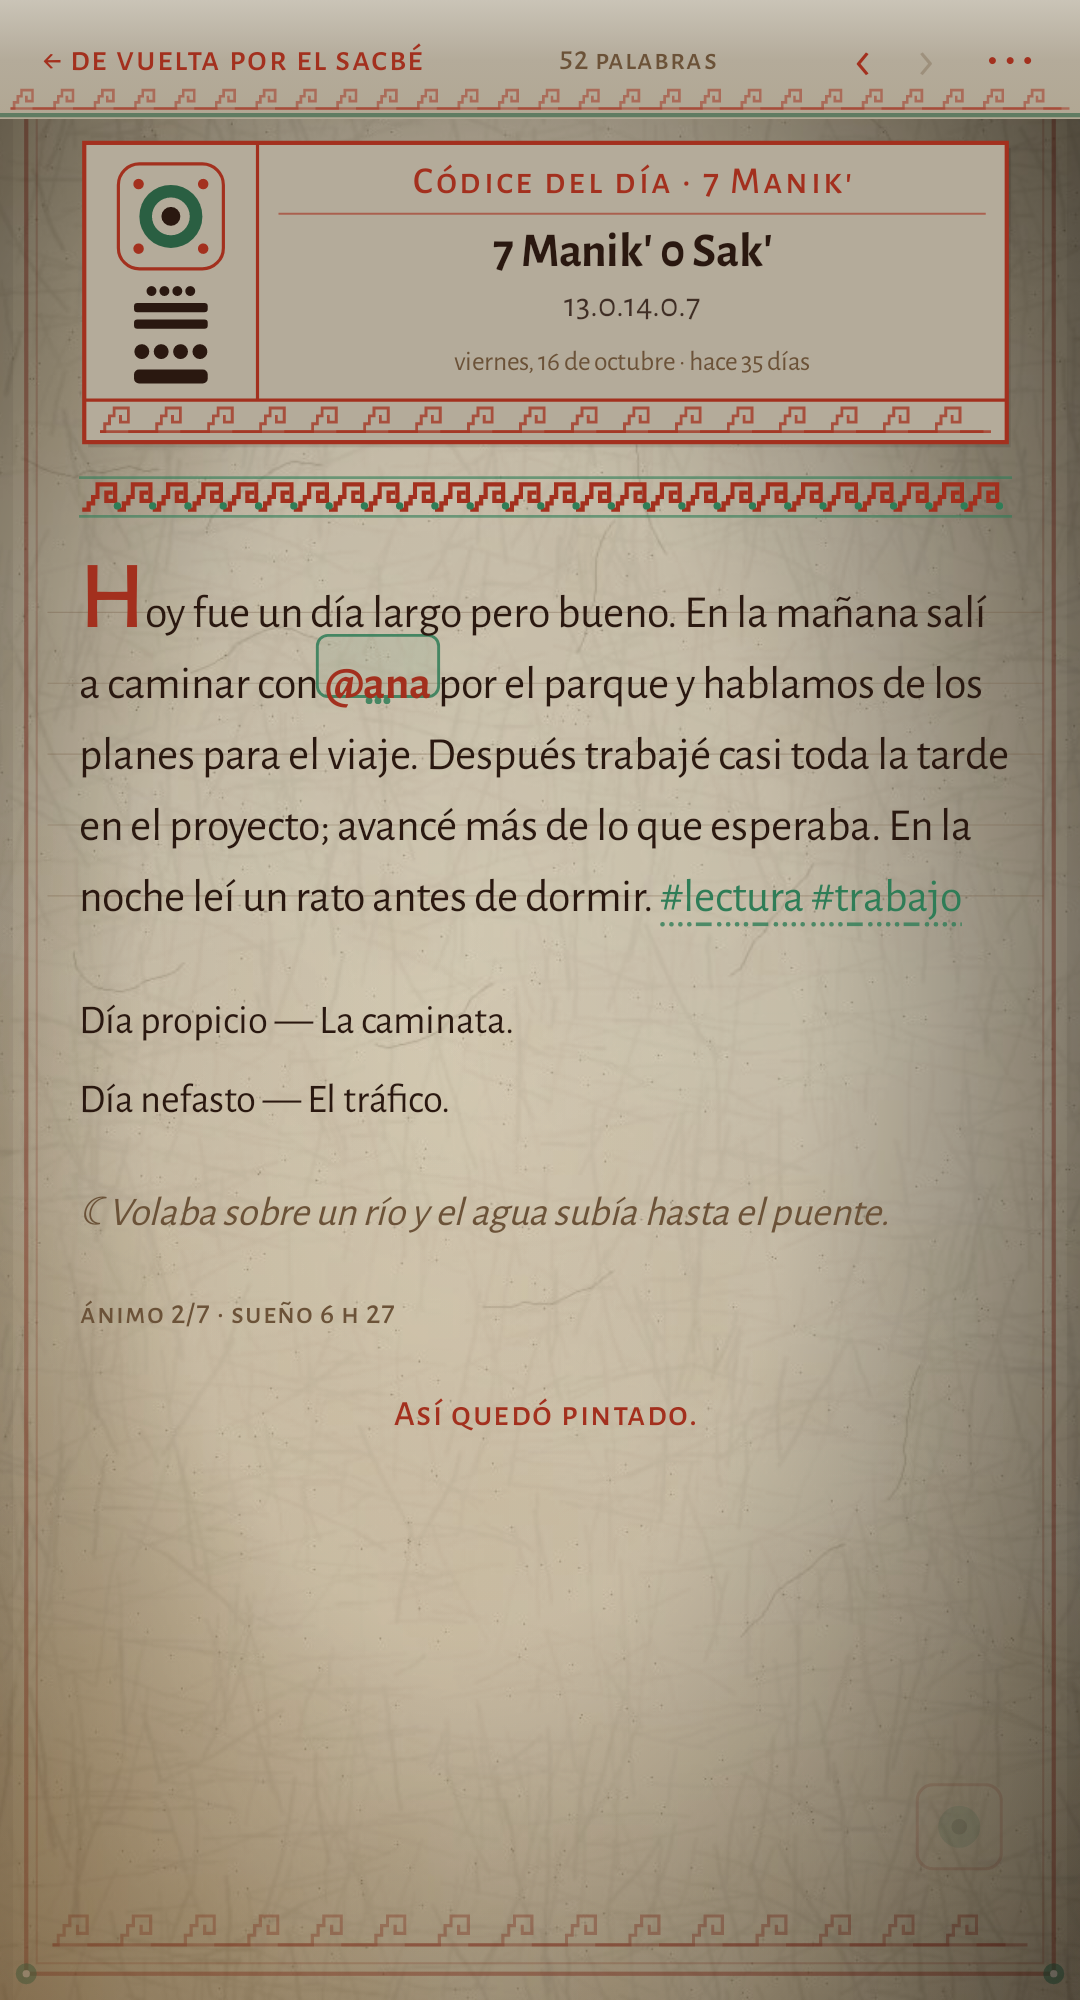 ← DE VUELTA POR EL SACBÉ
52 PALABRAS
‹ › •••
CÓDICE DEL DÍA · 7 MANIK'
7 Manik' 0 Sak'
13.0.14.0.7
viernes, 16 de octubre · hace 35 días
Hoy fue un día largo pero bueno. En la mañana salí
a caminar con @ana por el parque y hablamos de los
planes para el viaje. Después trabajé casi toda la tarde
en el proyecto; avancé más de lo que esperaba. En la
noche leí un rato antes de dormir. #lectura #trabajo
Día propicio — La caminata.
Día nefasto — El tráfico.
☾ Volaba sobre un río y el agua subía hasta el puente.
ÁNIMO 2/7 · SUEÑO 6 H 27
ASÍ QUEDÓ PINTADO.